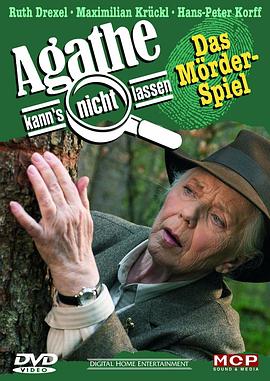 Ruth Drexel • Maximilian Krückl • Hans-Peter Korff
Agathe
kann's nicht lassen
Das
Mörder-
Spiel
DVD
VIDEO
DIGITAL HOME ENTERTAINMENT
MCP
SOUND & MEDIA